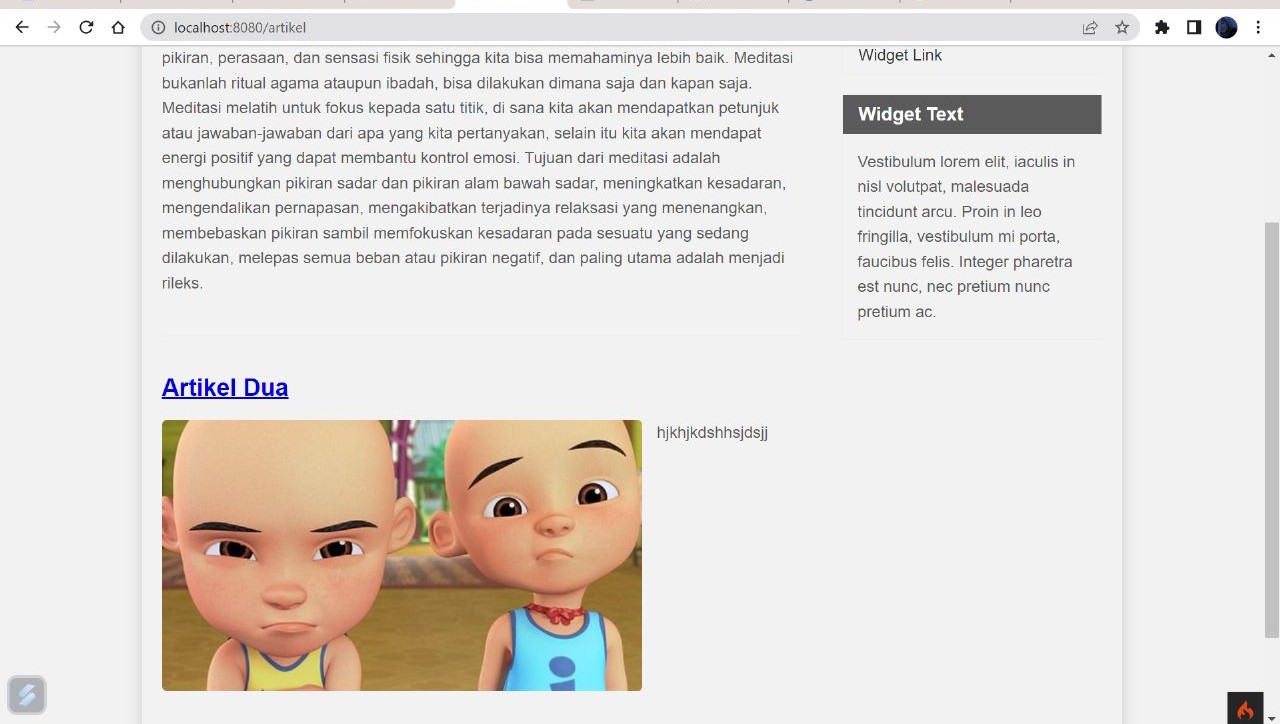 localhost:8080/artikel
pikiran, perasaan, dan sensasi fisik sehingga kita bisa memahaminya lebih baik. Meditasi
bukanlah ritual agama ataupun ibadah, bisa dilakukan dimana saja dan kapan saja.
Meditasi melatih untuk fokus kepada satu titik, di sana kita akan mendapatkan petunjuk
atau jawaban-jawaban dari apa yang kita pertanyakan, selain itu kita akan mendapat
energi positif yang dapat membantu kontrol emosi. Tujuan dari meditasi adalah
menghubungkan pikiran sadar dan pikiran alam bawah sadar, meningkatkan kesadaran,
mengendalikan pernapasan, mengakibatkan terjadinya relaksasi yang menenangkan,
membebaskan pikiran sambil memfokuskan kesadaran pada sesuatu yang sedang
dilakukan, melepas semua beban atau pikiran negatif, dan paling utama adalah menjadi
rileks.
Artikel Dua
hjkhjkdshhsjdsjj
i
Widget Link
Widget Text
Vestibulum lorem elit, iaculis in
nisl volutpat, malesuada
tincidunt arcu. Proin in leo
fringilla, vestibulum mi porta,
faucibus felis. Integer pharetra
est nunc, nec pretium nunc
pretium ac.